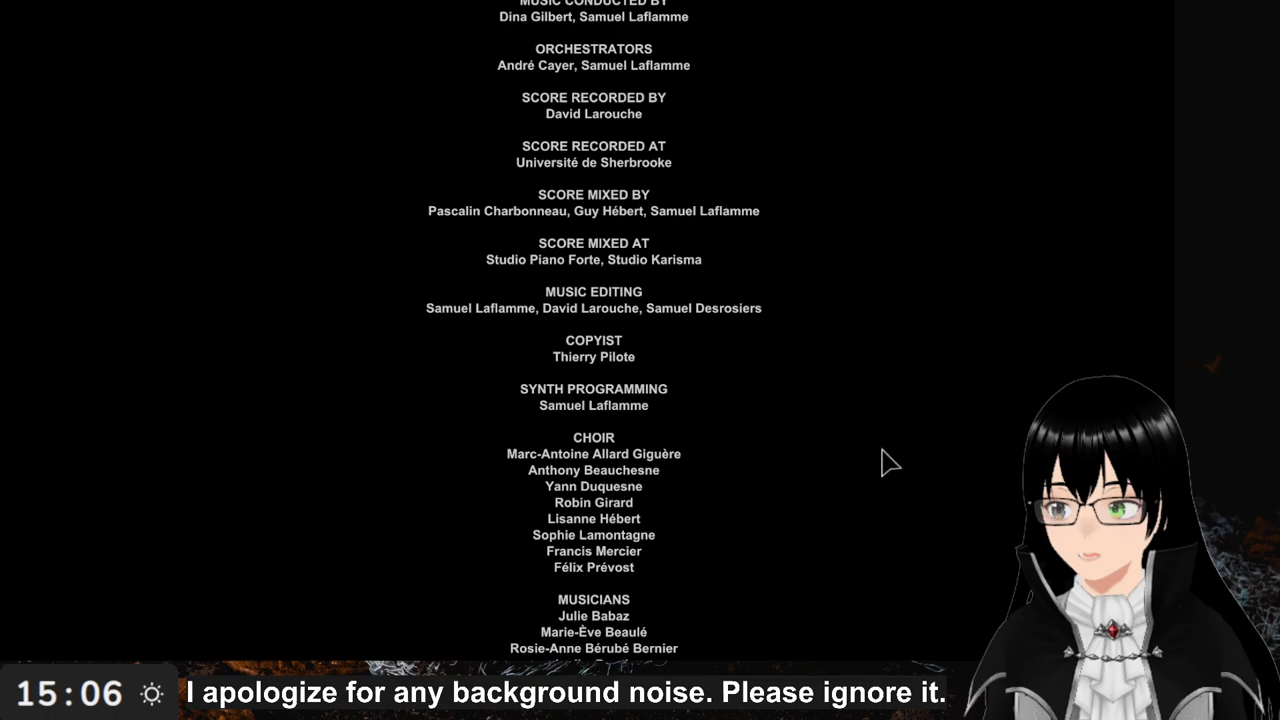 MUSIC CONDUCTED BY
Dina Gilbert, Samuel Laflamme
ORCHESTRATORS
André Cayer, Samuel Laflamme
SCORE RECORDED BY
David Larouche
SCORE RECORDED AT
Université de Sherbrooke
SCORE MIXED BY
Pascalin Charbonneau, Guy Hébert, Samuel Laflamme
SCORE MIXED AT
Studio Piano Forte, Studio Karisma
MUSIC EDITING
Samuel Laflamme, David Larouche, Samuel Desrosiers
COPYIST
Thierry Pilote
SYNTH PROGRAMMING
Samuel Laflamme
CHOIR
Marc-Antoine Allard Giguère
Anthony Beauchesne
Yann Duquesne
Robin Girard
Lisanne Hébert
Sophie Lamontagne
Francis Mercier
Félix Prévost
MUSICIANS
Julie Babaz
Marie-Ève Beaulé
Rosie-Anne Bérubé Bernier
15:06
I apologize for any background noise. Please ignore it.